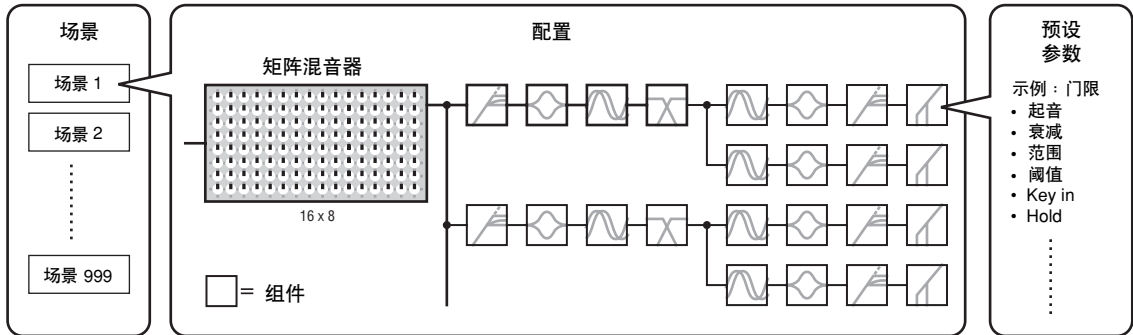 场景
场景 1
场景 2
场景 999
配置
矩阵混音器
16 x 8
= 组件
预设
参数
示例：门限
• 起音
• 衰减
• 范围
• 阈值
• Key in
• Hold